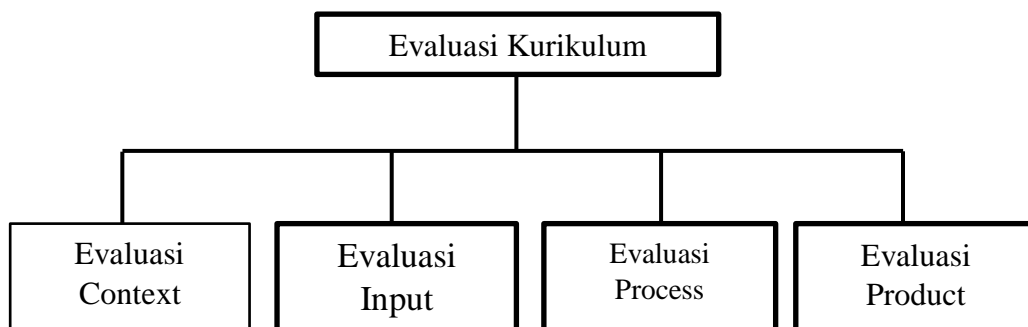 Evaluasi Kurikulum
Evaluasi
Context
Evaluasi
Input
Evaluasi
Process
Evaluasi
Product